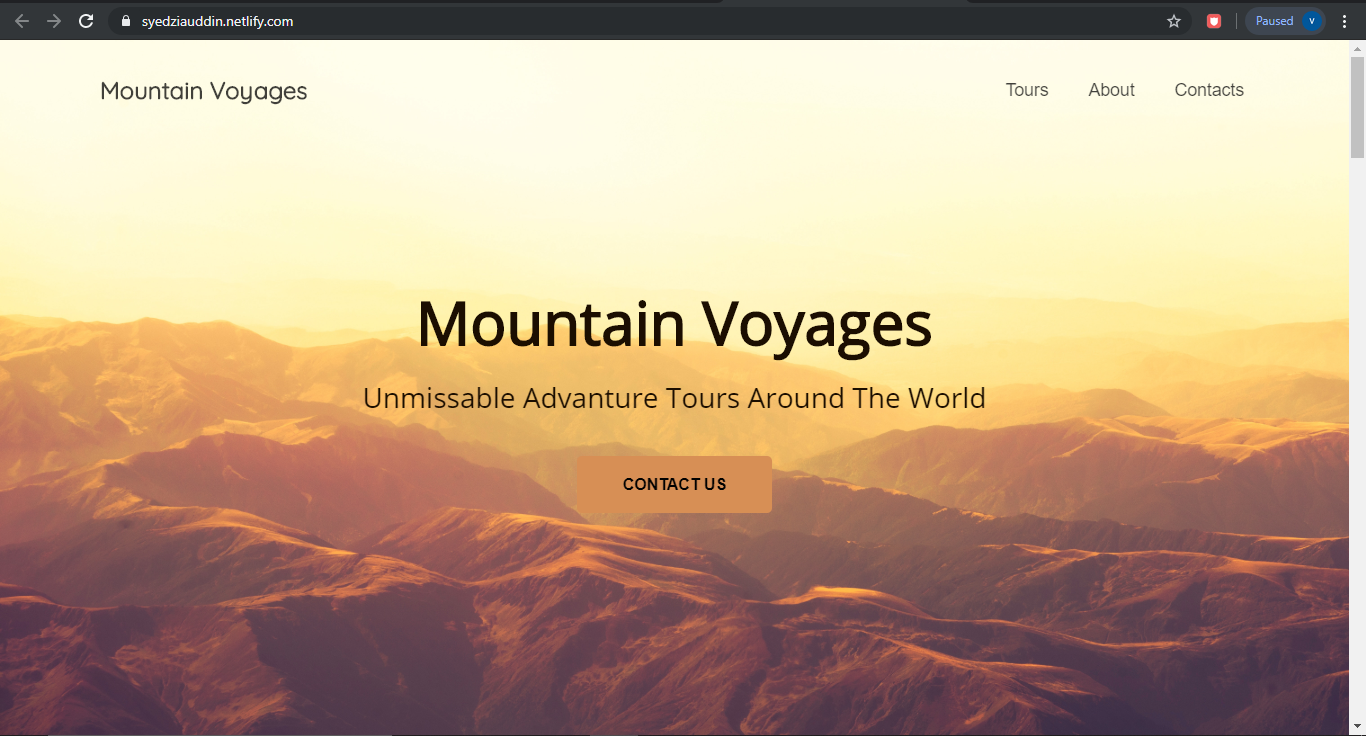 syedziauddin.netlify.com
Paused
V
Mountain Voyages
Tours
About
Contacts
Mountain Voyages
Unmissable Advanture Tours Around The World
CONTACT US